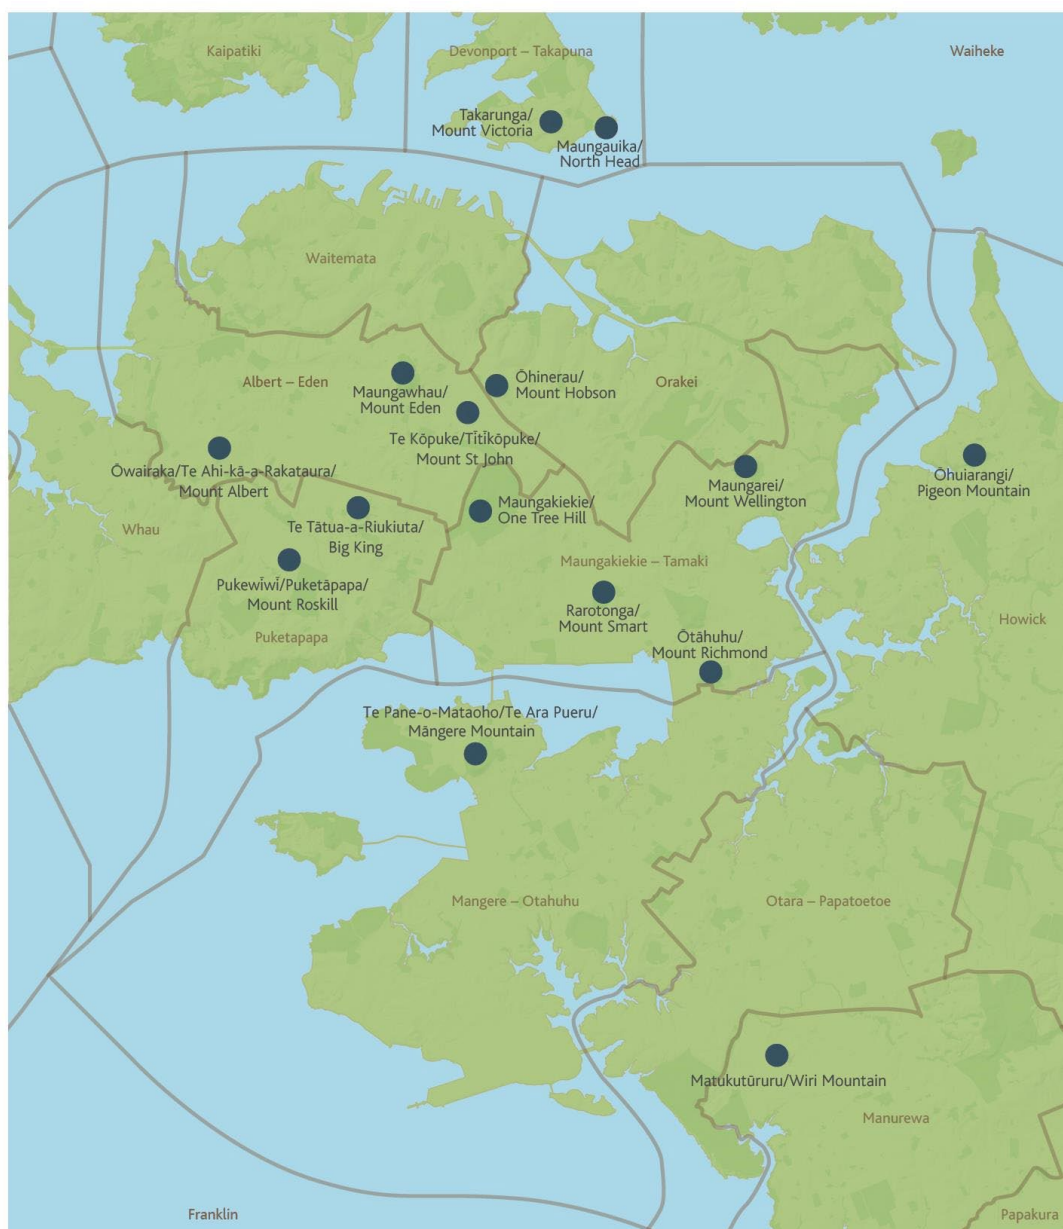 Kaipatiki
Devonport – Takapuna
Waiheke
Takarunga/
Mount Victoria
Maungauika/
North Head
Waitemata
Albert – Eden
Maungawhau/
Mount Eden
Ōhinerau/
Mount Hobson
Orakei
Te Kōpuke/Tītīkōpuke/
Mount St John
Ōwairaka/Te Ahi-kā-a-Rakataura/
Mount Albert
Maungarei/
Mount Wellington
Ōhuiarangi/
Pigeon Mountain
Whau
Te Tātua-a-Riukiuta/
Big King
Maungakiekie/
One Tree Hill
Maungakiekie – Tamaki
Pukewīwī/Puketāpapa/
Mount Roskill
Puketapapa
Rarotonga/
Mount Smart
Howick
Ōtāhuhu/
Mount Richmond
Te Pane-o-Mataoho/Te Ara Pueru/
Māngere Mountain
Mangere – Otahuhu
Otara – Papatoetoe
Matukutūruru/Wiri Mountain
Manurewa
Franklin
Papakura